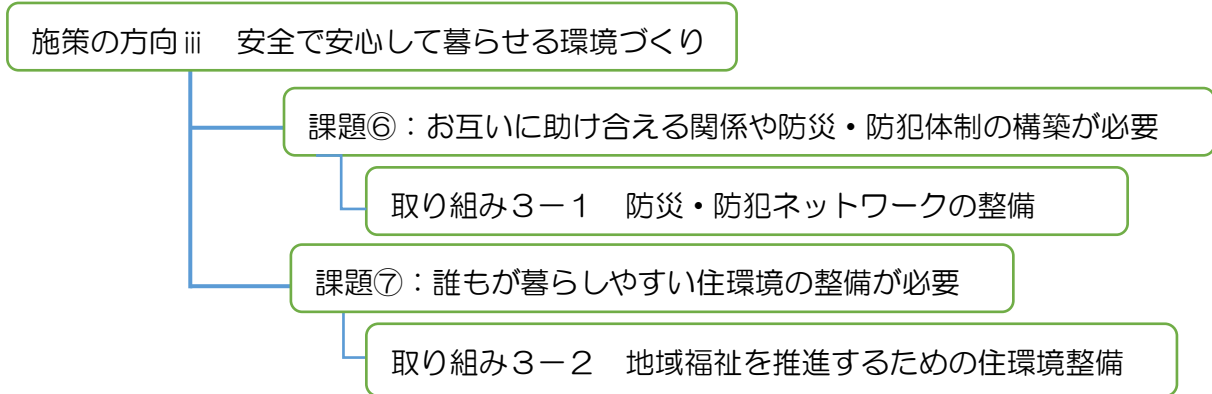 施策の方向ⅲ　安全で安心して暮らせる環境づくり
課題⑥：お互いに助け合える関係や防災・防犯体制の構築が必要
取り組み３－１　防災・防犯ネットワークの整備
課題⑦：誰もが暮らしやすい住環境の整備が必要
取り組み３－２　地域福祉を推進するための住環境整備